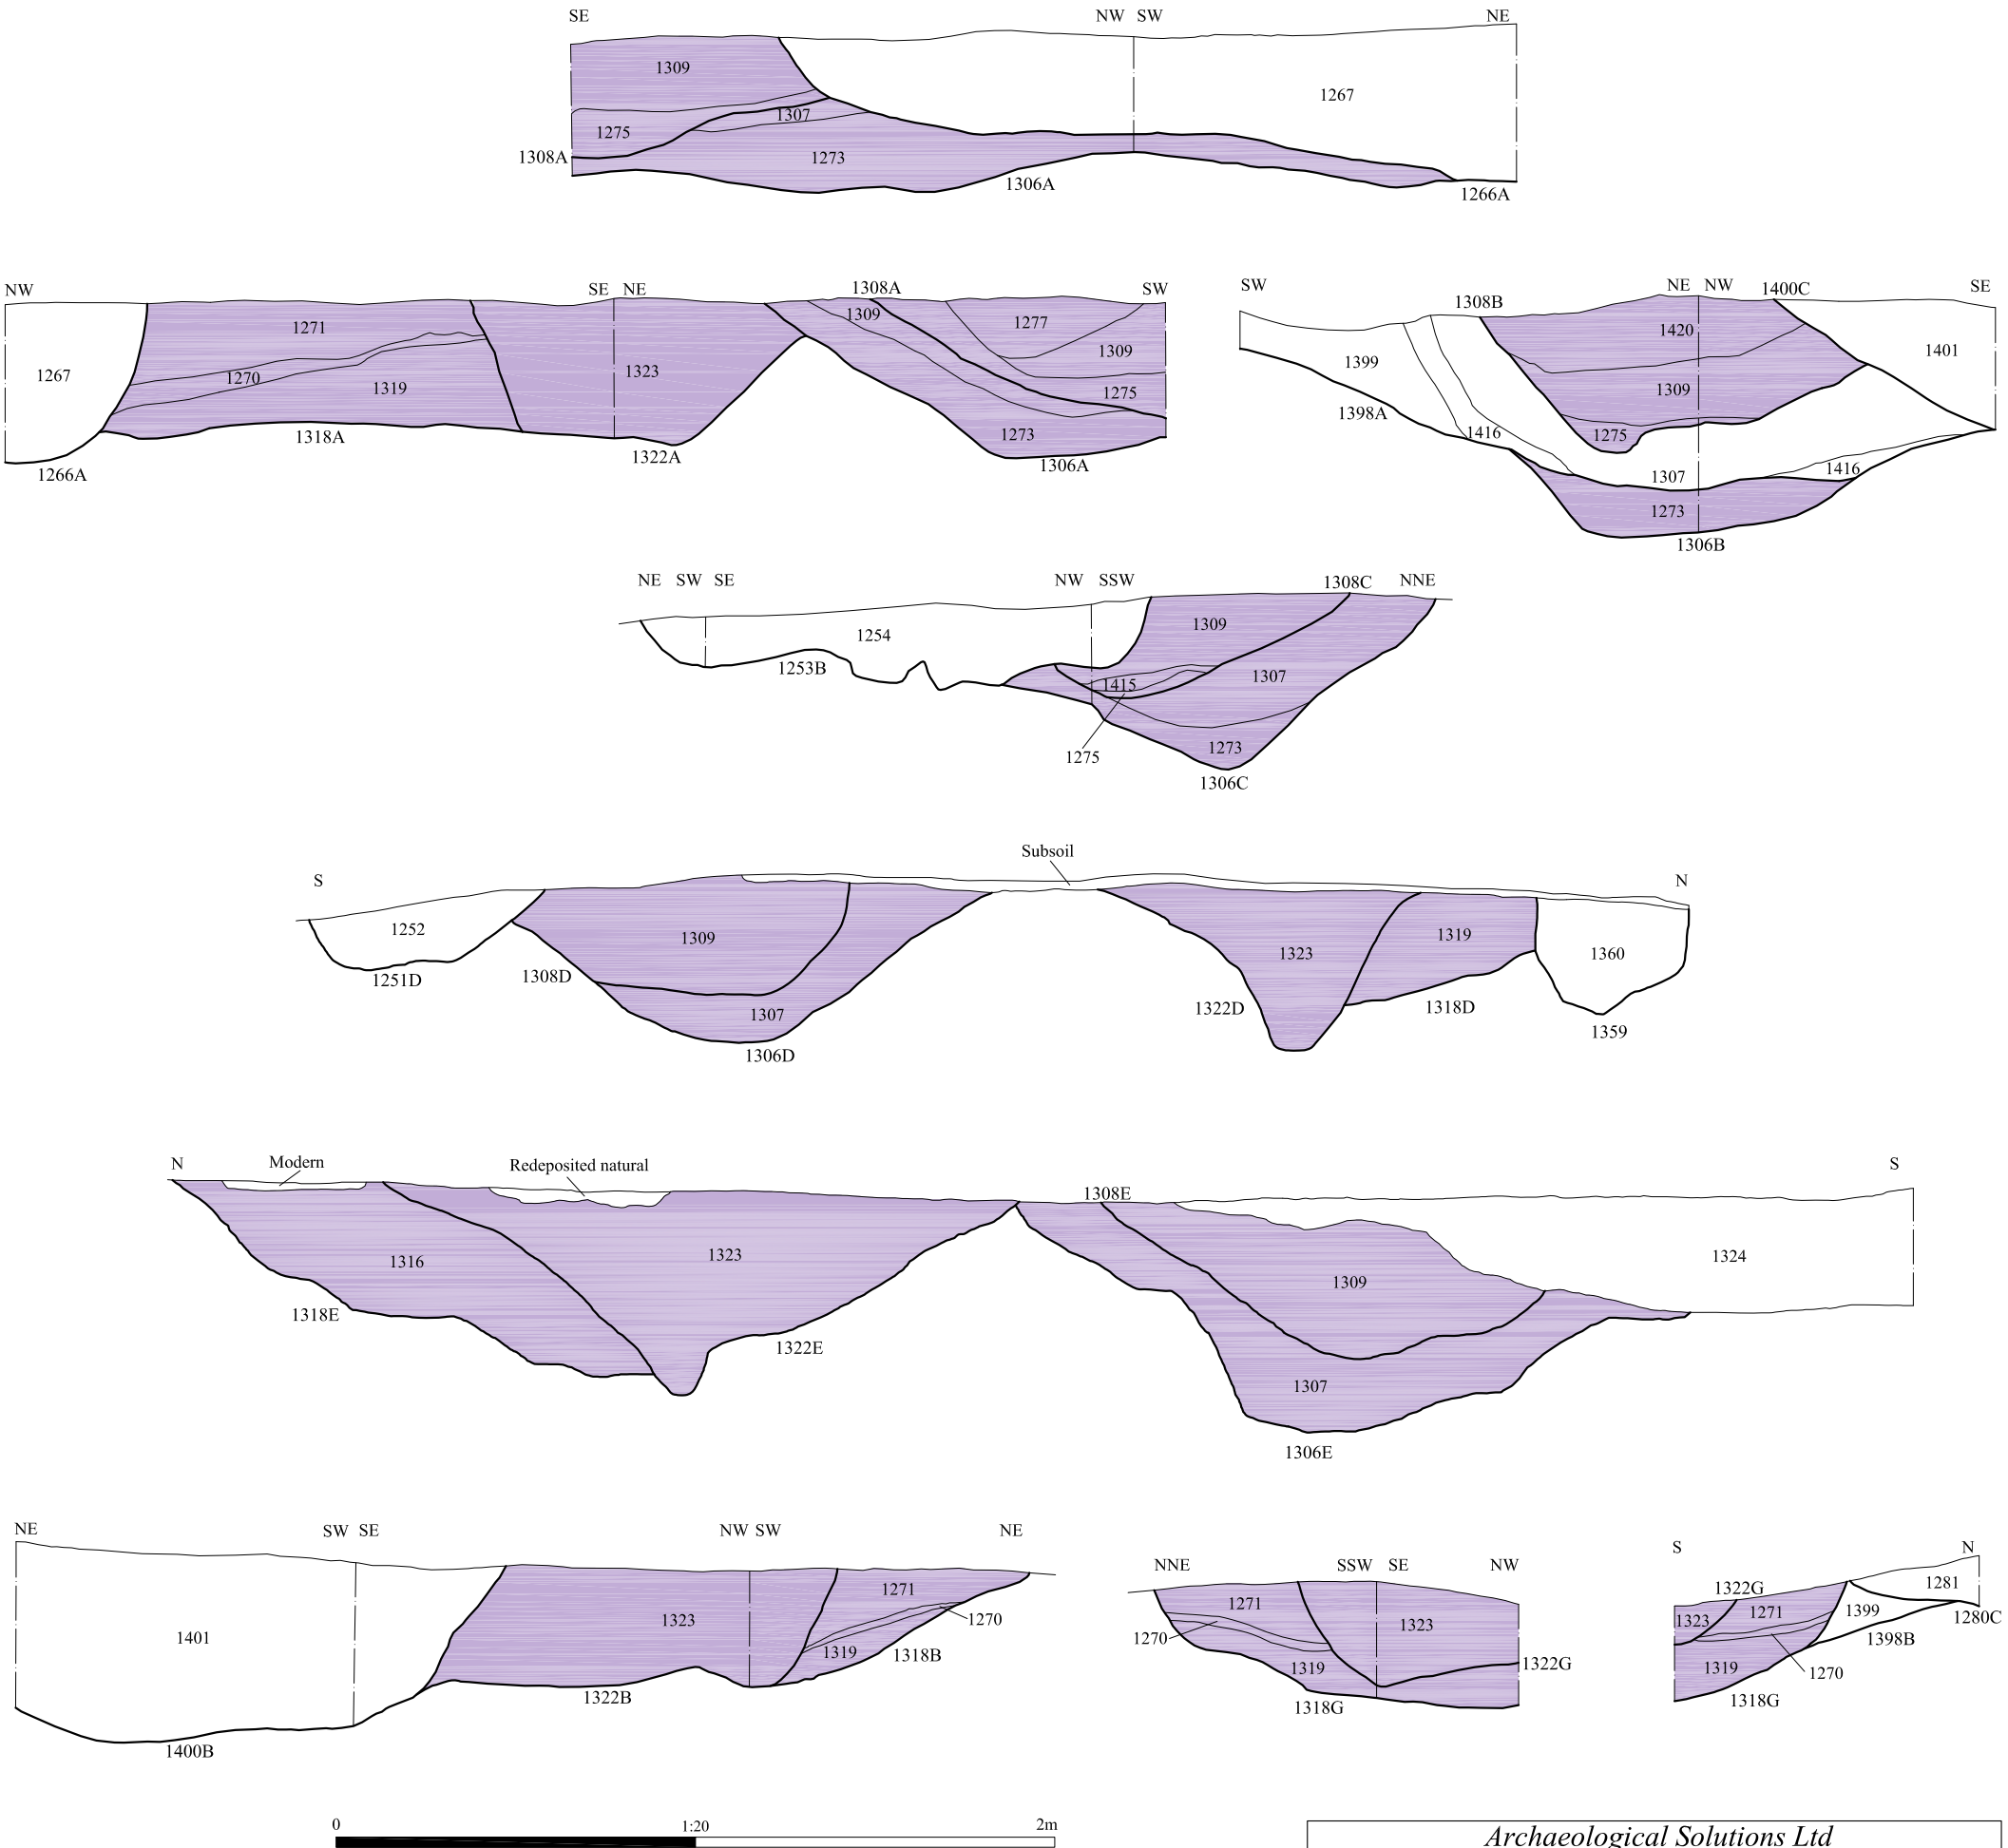 SE NW SW NE
1309
1267
1307
1275
1308A
1273
1306A
1266A
NW SE NE 1308A SW
1271
1309
1277
1267
1270
1323
1309
1319
1275
1273
1318A
1322A
1306A
1266A
SW 1308B NE NW 1400C SE
1420
1399
1401
1309
1398A
1416
1275
1307
1416
1273
1306B
NE SW SE NW SSW 1308C NNE
1309
1254
1253B
1415
1307
1275
1273
1306C
Subsoil
S N
1252
1309
1323
1319
1360
1251D
1308D
1307
1322D
1318D
1306D
1359
N Modern Redeposited natural S
1308E
1316
1323
1309
1324
1318E
1322E
1307
1306E
NE SW SE NW SW NE
1271
1323
1270
1401
1319
1318B
1322B
1400B
NNE SSW SE NW
1271
1323
1270
1319
1322G
1318G
S N
1322G
1281
1323
1271
1399
1280C
1398B
1319
1270
1318G
0 1:20 2m
Archaeological Solutions Ltd